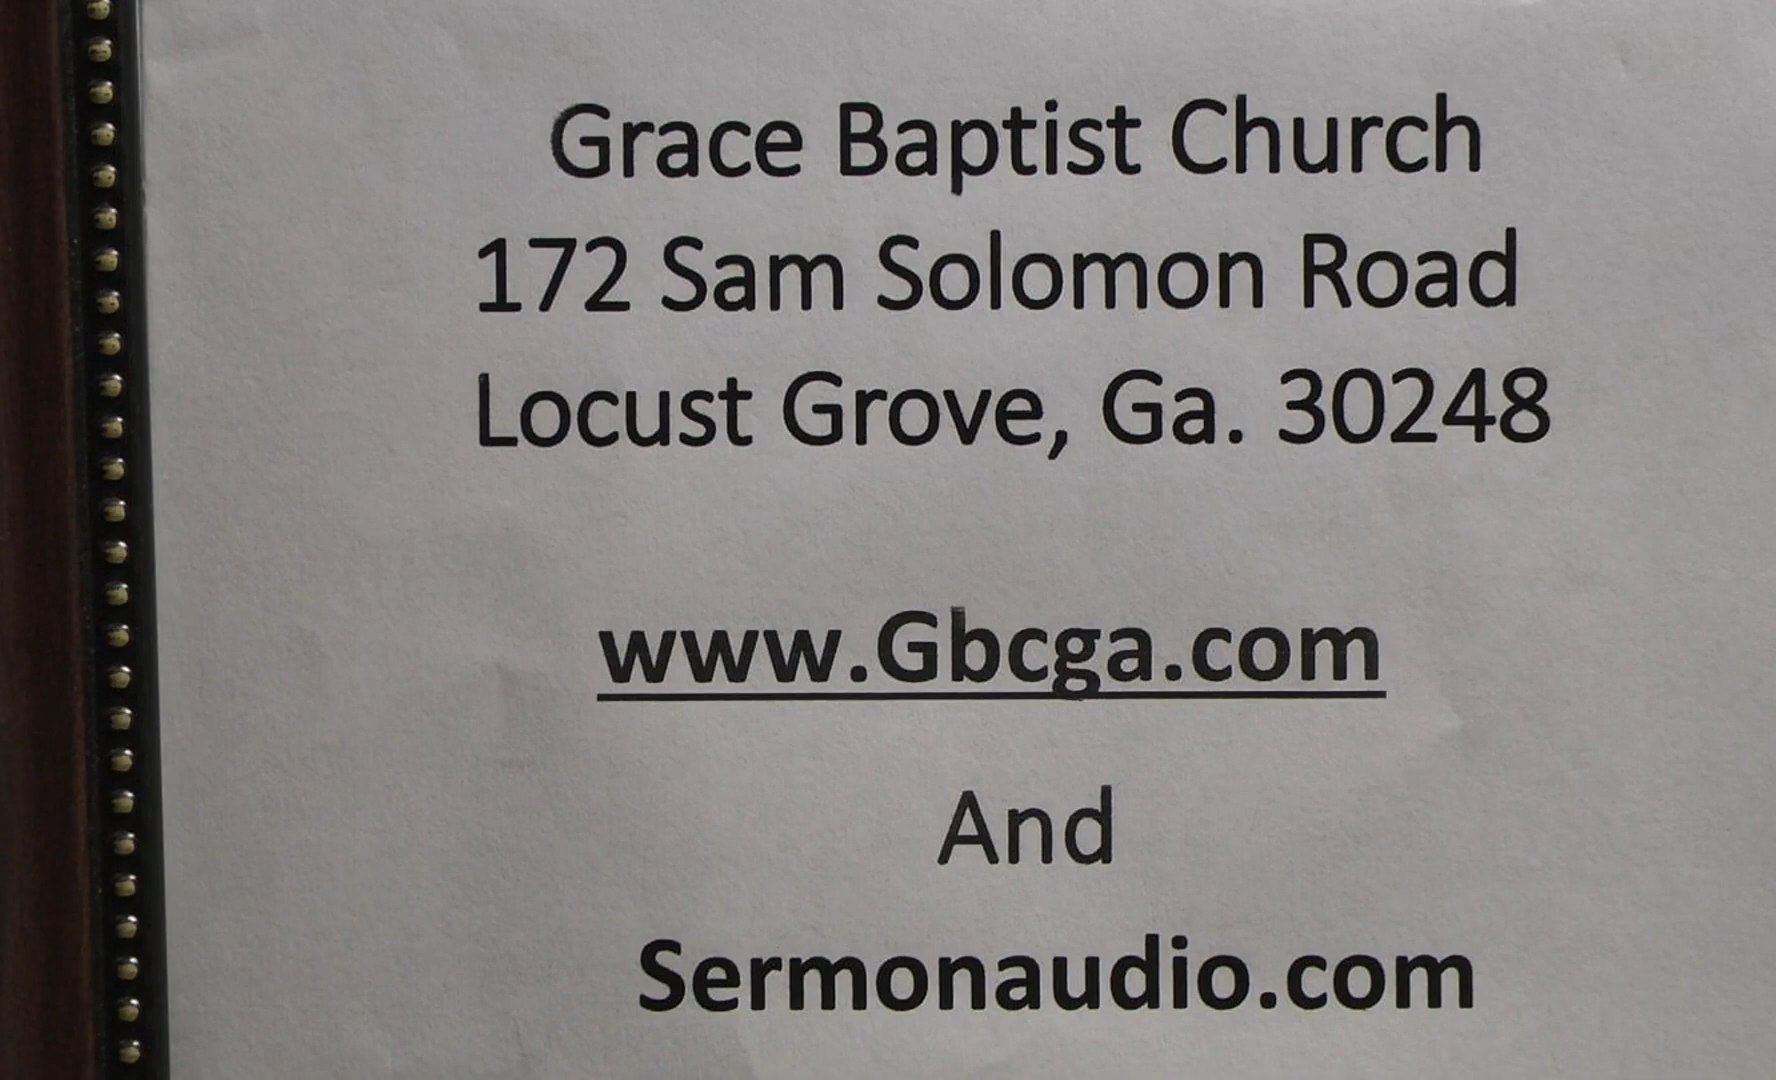 Grace Baptist Church
172 Sam Solomon Road
Locust Grove, Ga. 30248
www.Gbcga.com
And
Sermonaudio.com